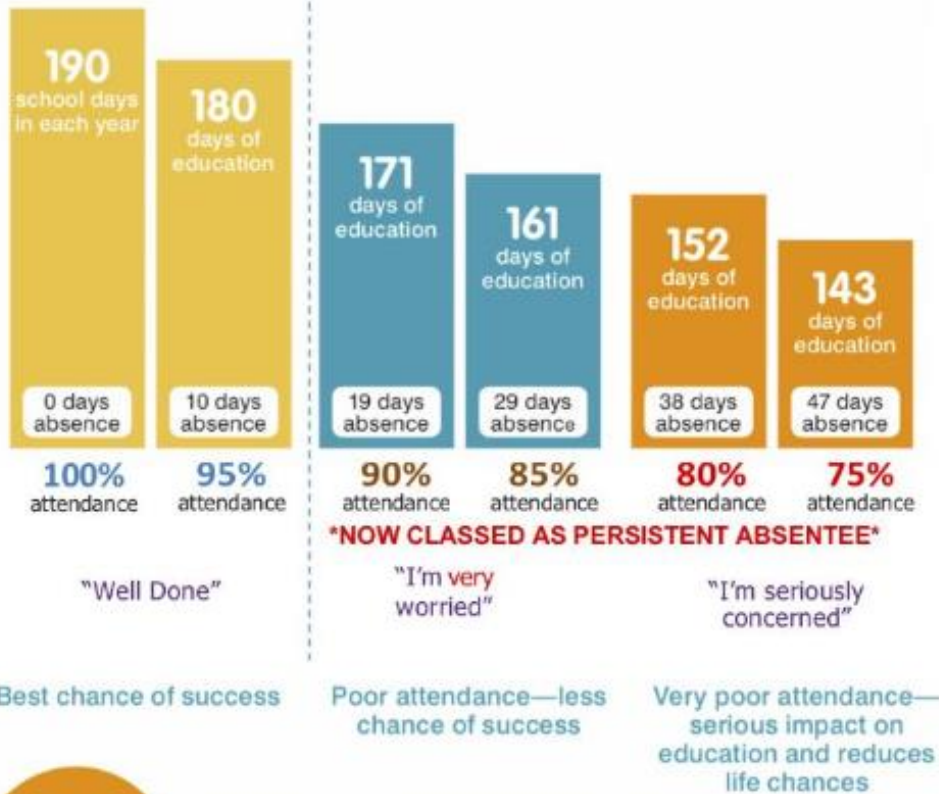 190
school days
in each year
0 days
absence
100%
attendance
180
days of
education
10 days
absence
95%
attendance
171
days of
education
19 days
absence
90%
attendance
161
days of
education
29 days
absence
85%
attendance
152
days of
education
38 days
absence
80%
attendance
143
days of
education
47 days
absence
75%
attendance
*NOW CLASSED AS PERSISTENT ABSENTEE*
"Well Done"
"I'm very
worried"
"I'm seriously
concerned"
Best chance of success
Poor attendance—less
chance of success
Very poor attendance—
serious impact on
education and reduces
life chances